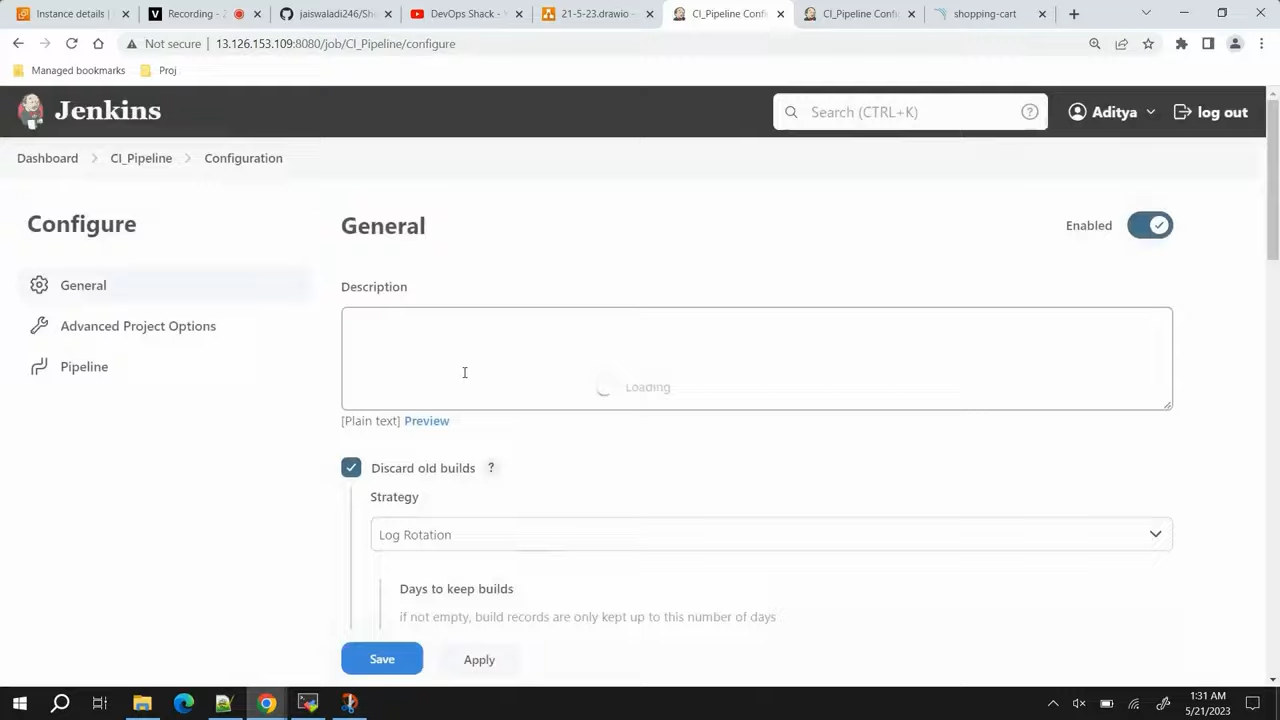 Instance details |
Recording - 2
jaiswaladi246/Sho
DevOps Shack - V
21-5-23.drawio -
CI_Pipeline Confi
CI_Pipeline Confi
shopping-cart
Not secure | 13.126.153.109:8080/job/CI_Pipeline/configure
Managed bookmarks
Proj
Jenkins
Search (CTRL+K)
Aditya
log out
Dashboard
CI_Pipeline
Configuration
Configure
General
Advanced Project Options
Pipeline
General
Enabled
Description
Loading
[Plain text] Preview
Discard old builds ?
Strategy
Log Rotation
Days to keep builds
if not empty, build records are only kept up to this number of days
Save
Apply
1:31 AM
5/21/2023